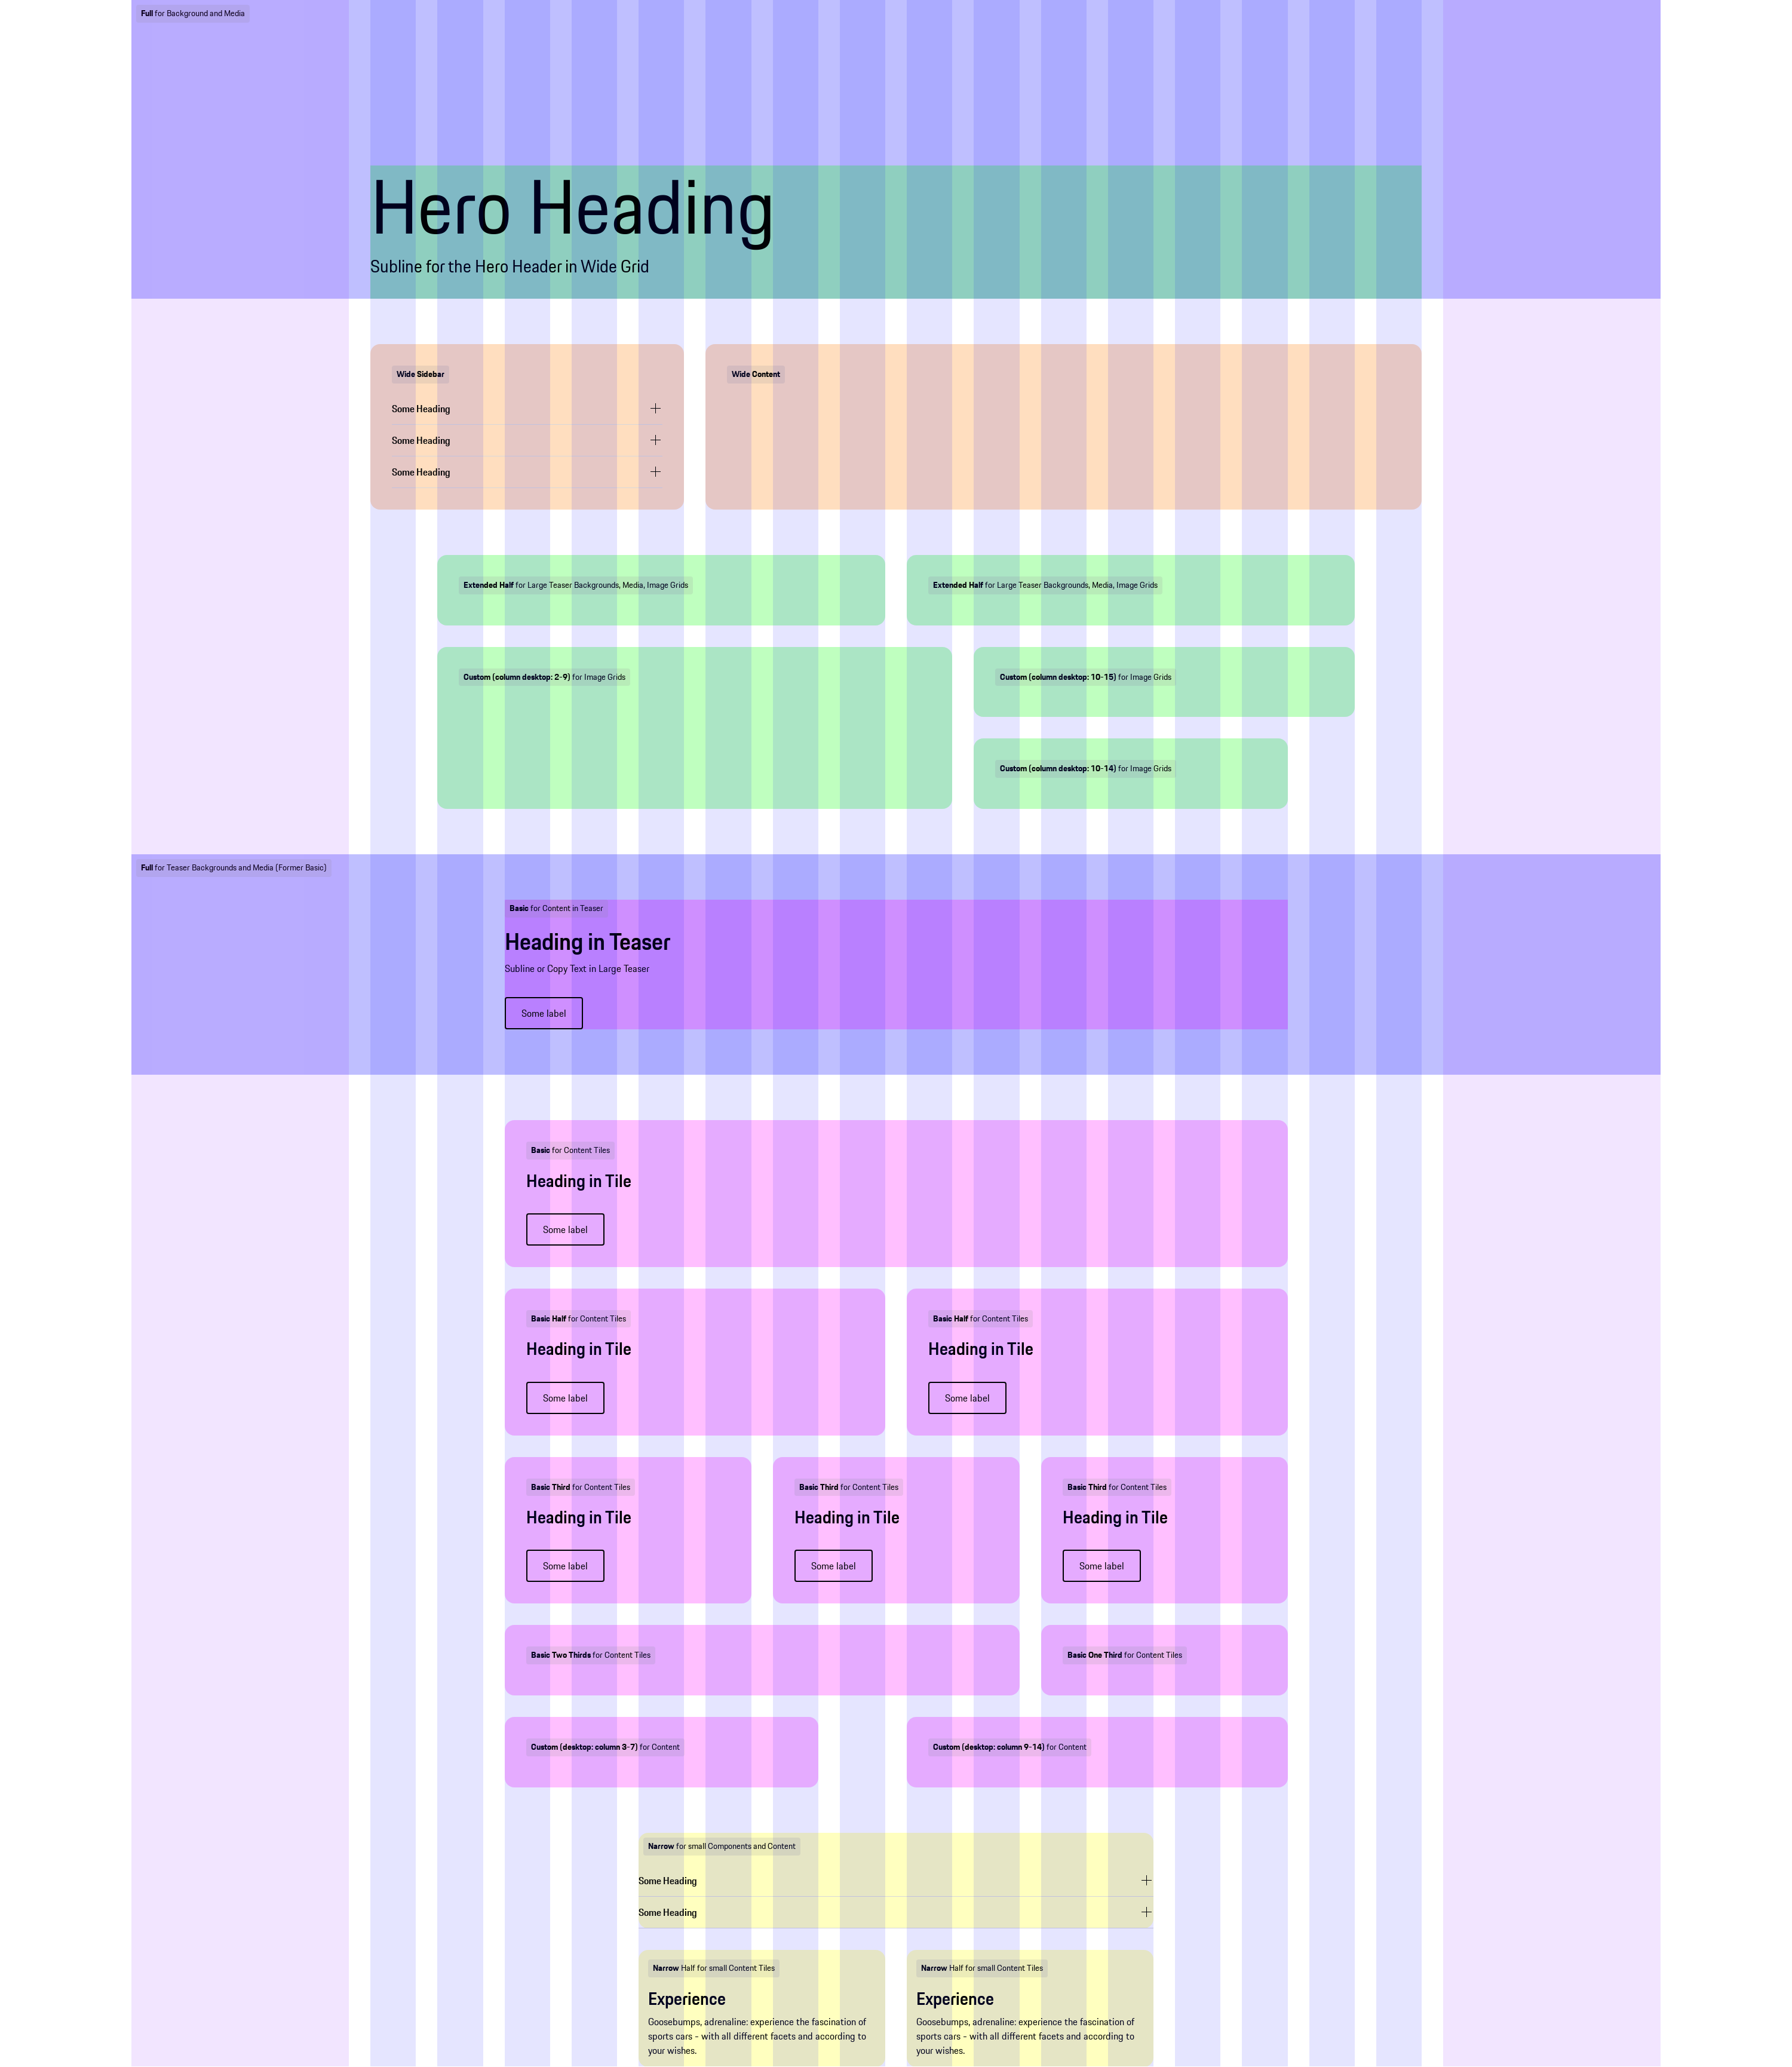 Full for Background and Media
Hero Heading
Subline for the Hero Header in Wide Grid
Wide Sidebar
Some Heading
Some Heading
Some Heading
Wide Content
Extended Half for Large Teaser Backgrounds, Media, Image Grids
Extended Half for Large Teaser Backgrounds, Media, Image Grids
Custom (column desktop: 2-9) for Image Grids
Custom (column desktop: 10-15) for Image Grids
Custom (column desktop: 10-14) for Image Grids
Full for Teaser Backgrounds and Media (Former Basic)
Basic for Content in Teaser
Heading in Teaser
Subline or Copy Text in Large Teaser
Some label
Basic for Content Tiles
Heading in Tile
Some label
Basic Half for Content Tiles
Heading in Tile
Some label
Basic Half for Content Tiles
Heading in Tile
Some label
Basic Third for Content Tiles
Heading in Tile
Some label
Basic Third for Content Tiles
Heading in Tile
Some label
Basic Third for Content Tiles
Heading in Tile
Some label
Basic Two Thirds for Content Tiles
Basic One Third for Content Tiles
Custom (desktop: column 3-7) for Content
Custom (desktop: column 9-14) for Content
Narrow for small Components and Content
Some Heading
Some Heading
Narrow Half for small Content Tiles
Experience
Goosebumps, adrenaline: experience the fascination of
sports cars - with all different facets and according to
your wishes.
Narrow Half for small Content Tiles
Experience
Goosebumps, adrenaline: experience the fascination of
sports cars - with all different facets and according to
your wishes.